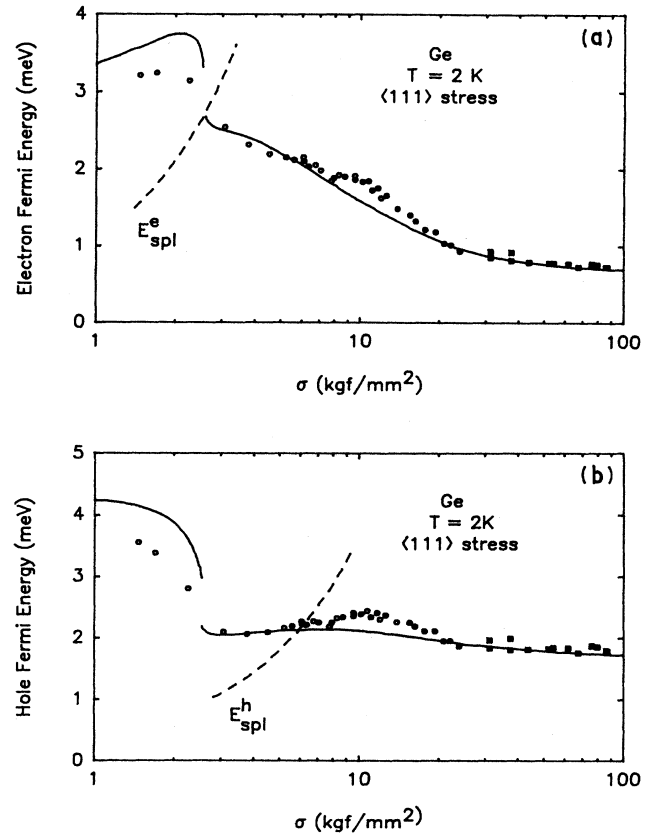 (a)
Ge
T = 2 K
⟨111⟩ stress
Electron Fermi Energy (meV)
4
3
2
1
0
E^e_spl
1
10
100
σ (kgf/mm²)
(b)
Ge
T = 2K
⟨111⟩ stress
Hole Fermi Energy (meV)
5
4
3
2
1
0
E^h_spl
1
10
100
σ (kgf/mm²)